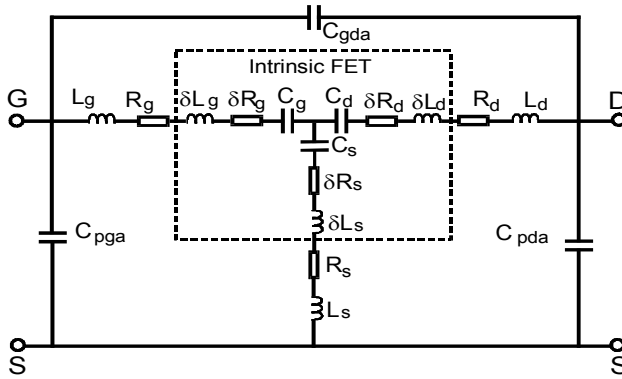 C_gda
Intrinsic FET
G L_g R_g δL_g δR_g C_g C_d δR_d δL_d R_d L_d D
C_s
δR_s
C_pga δL_s C_pda
R_s
L_s
S S